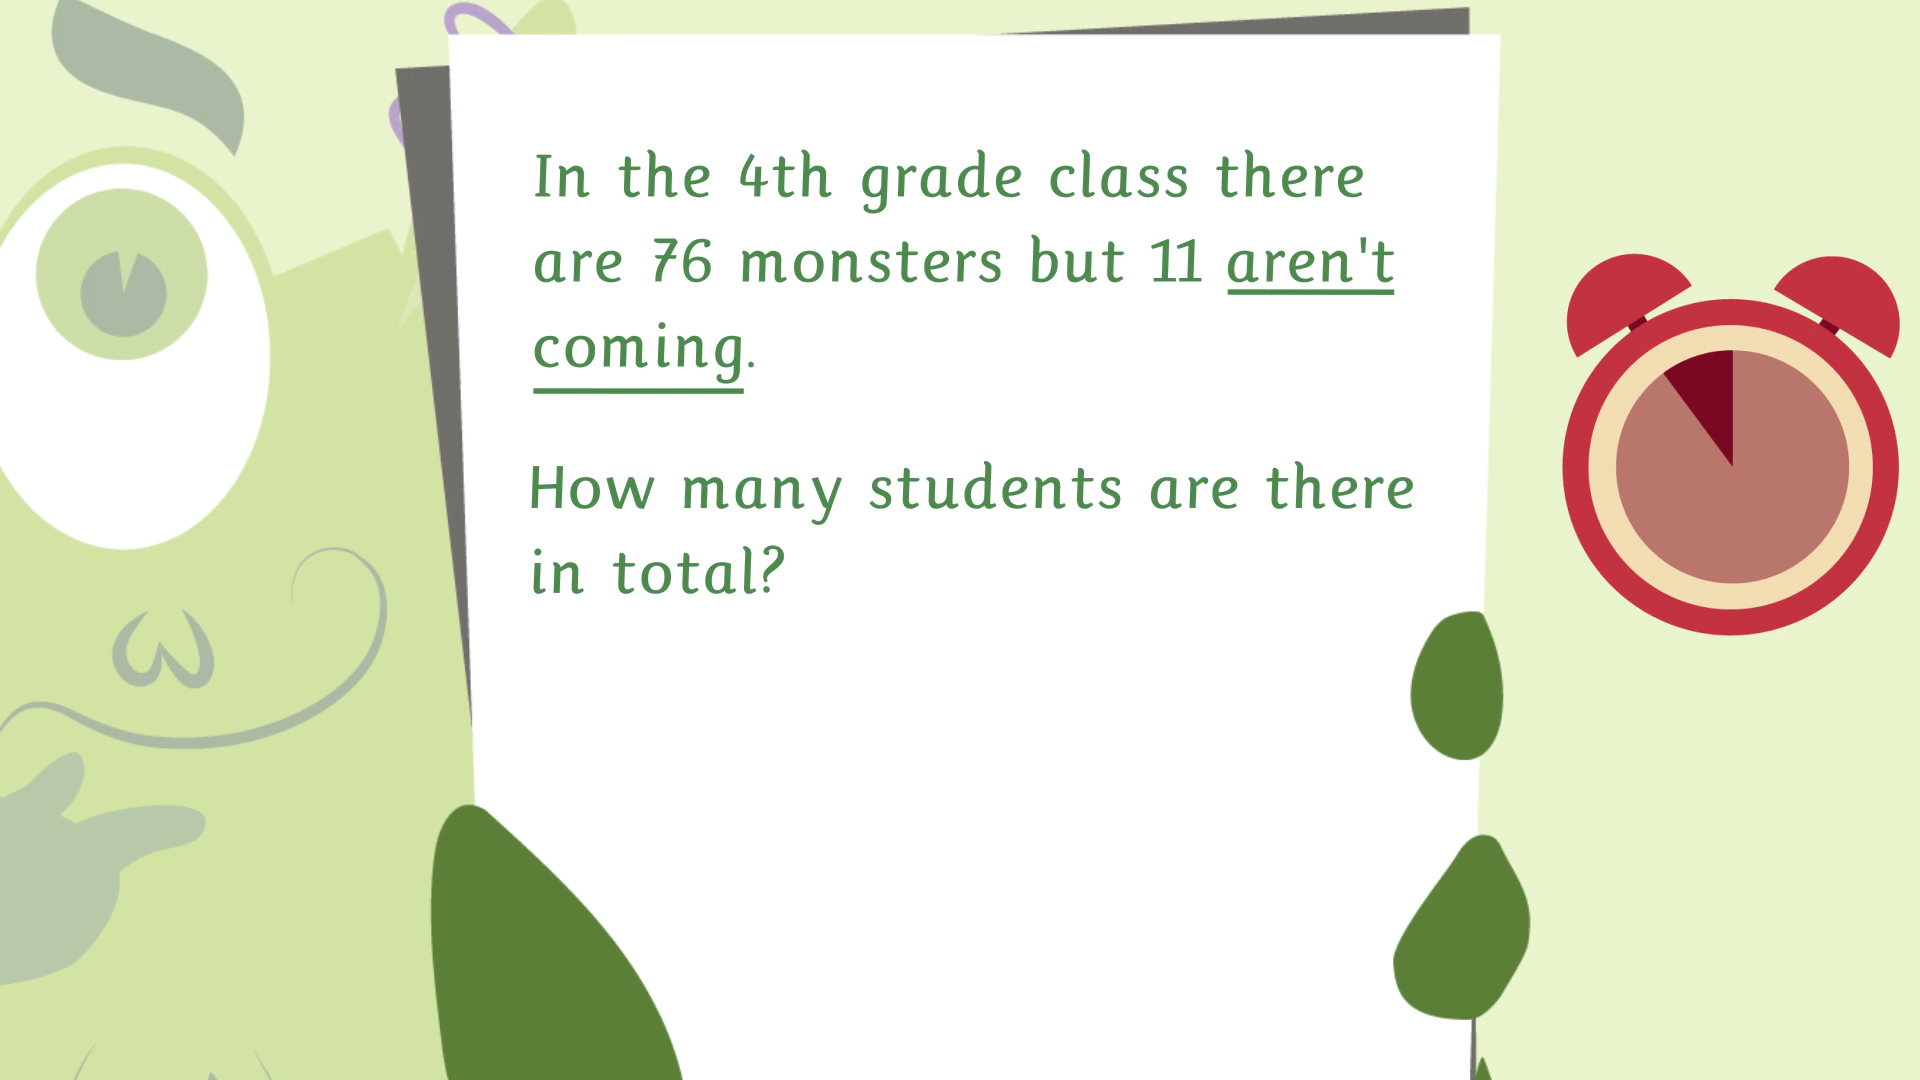 In the 4th grade class there
are 76 monsters but 11 aren't
coming.
How many students are there
in total?